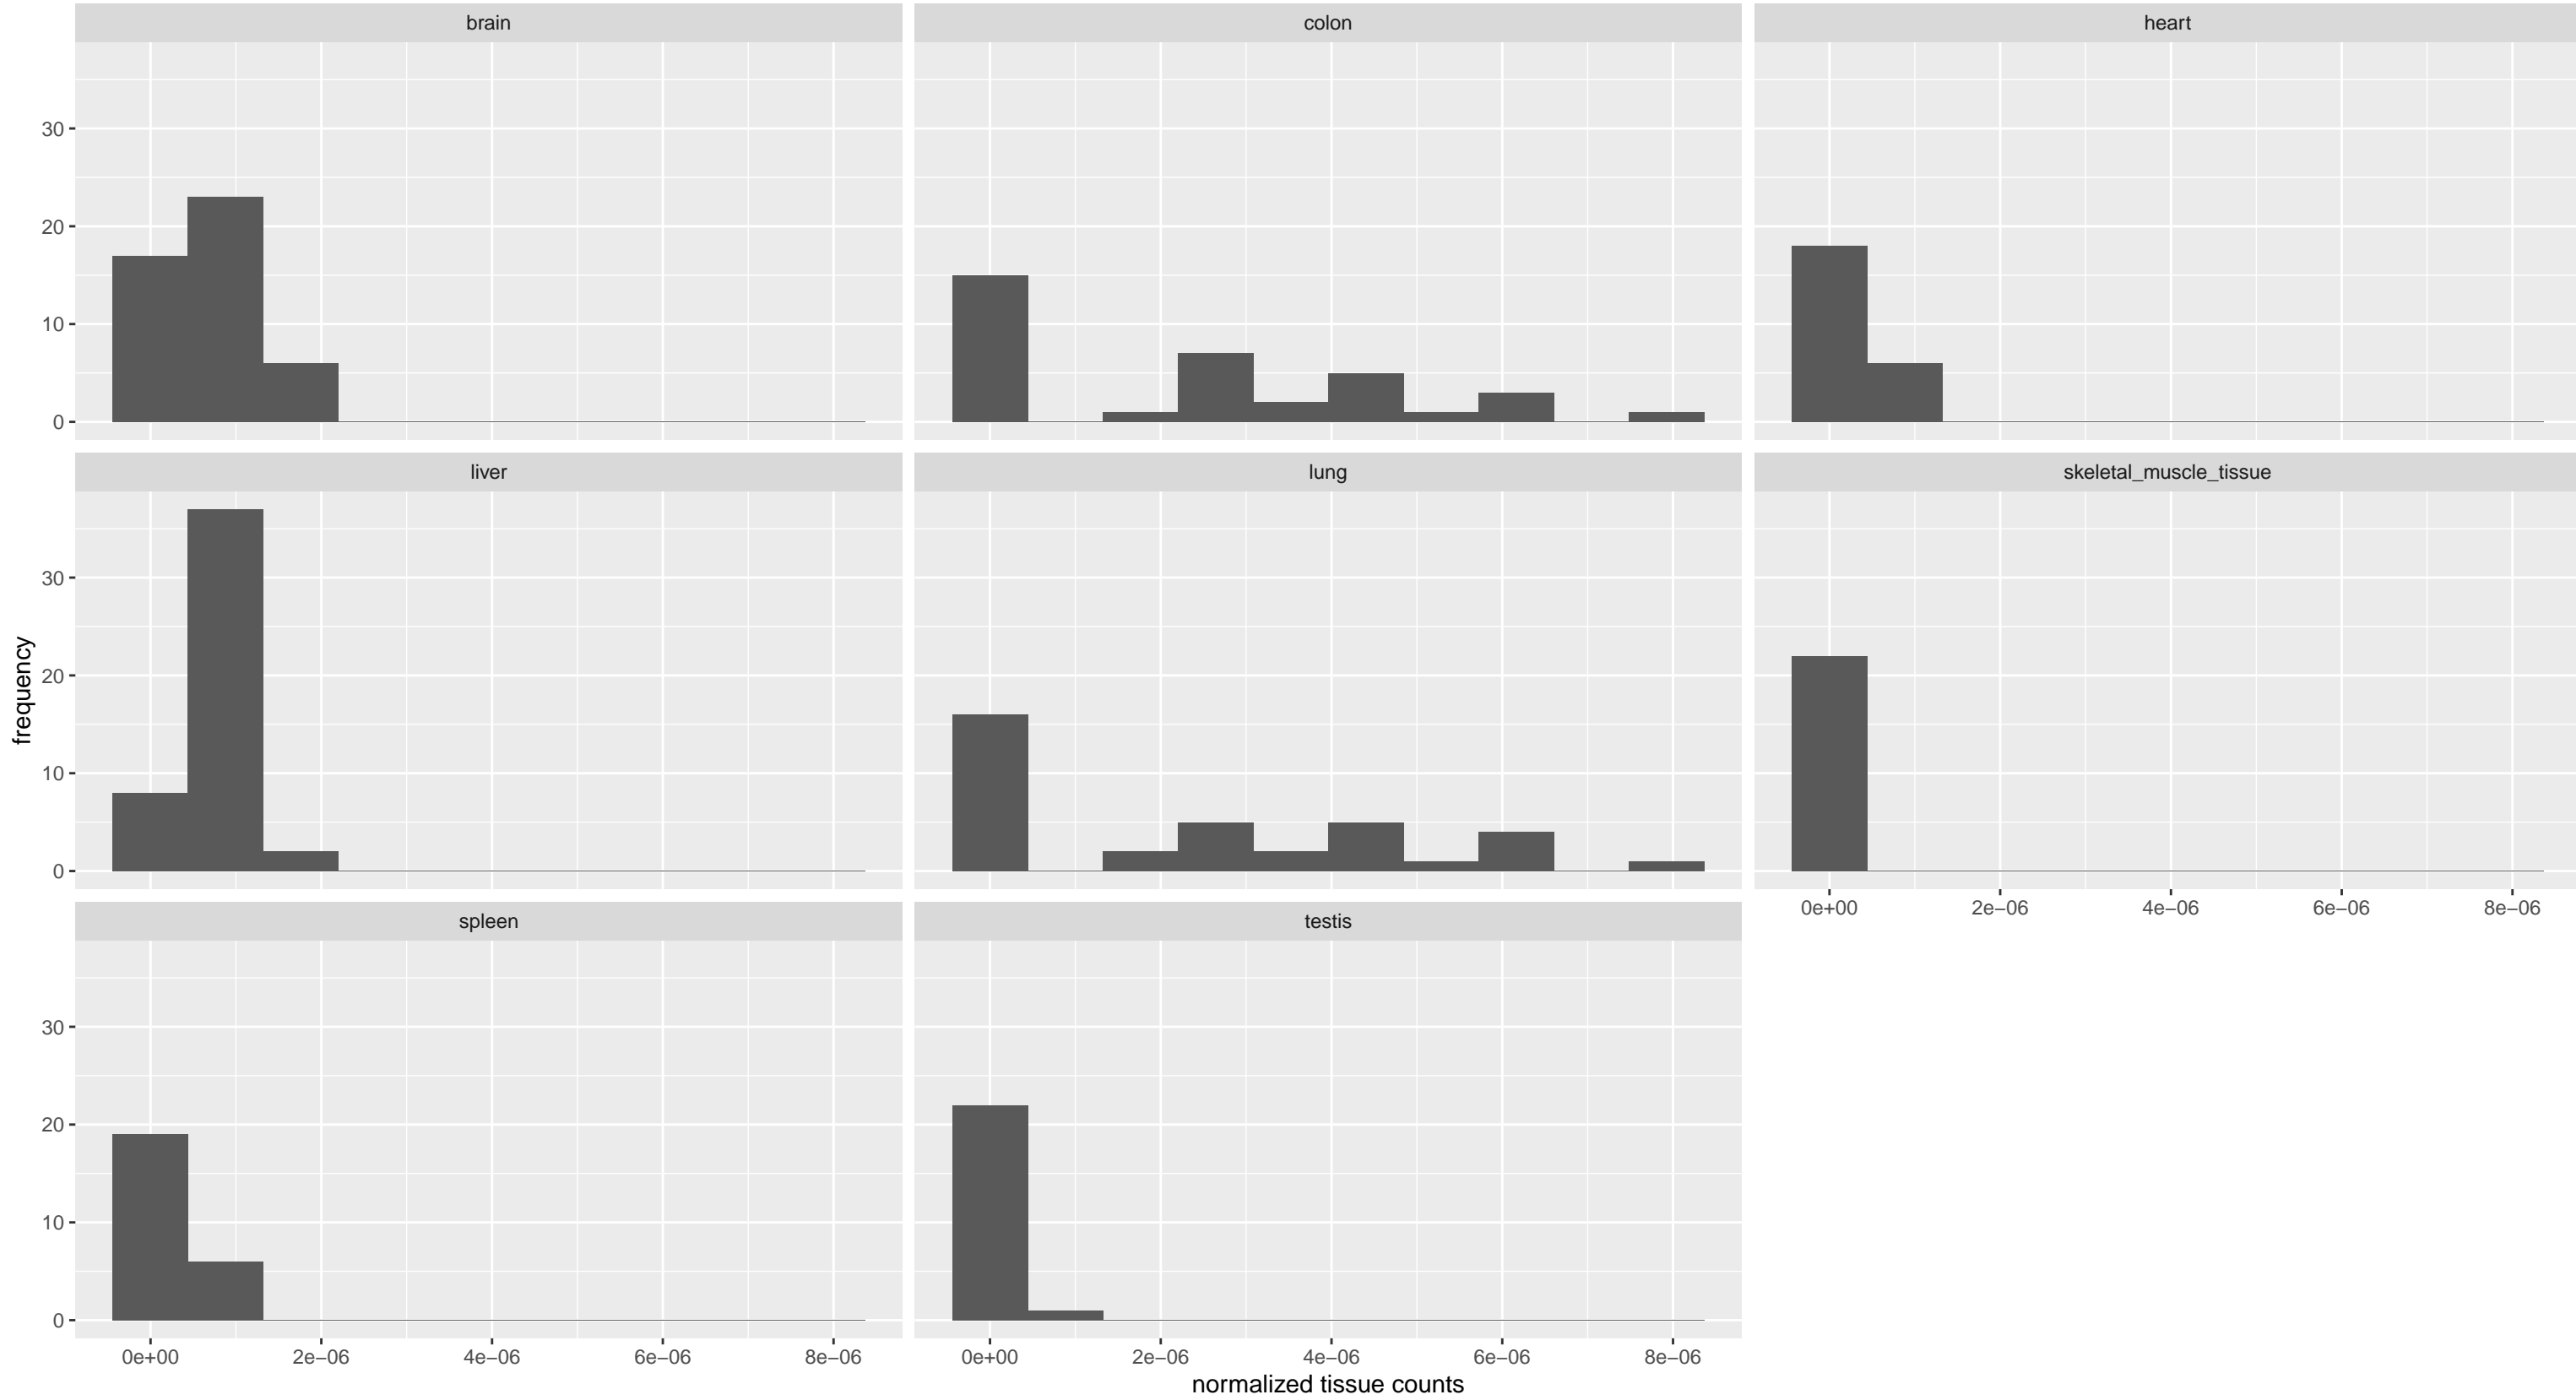 brain
colon
heart
30
20
10
0
liver
lung
skeletal_muscle_tissue
frequency
30
20
10
0
0e+00 2e−06 4e−06 6e−06 8e−06
spleen
testis
30
20
10
0
0e+00 2e−06 4e−06 6e−06 8e−06
0e+00 2e−06 4e−06 6e−06 8e−06
normalized tissue counts